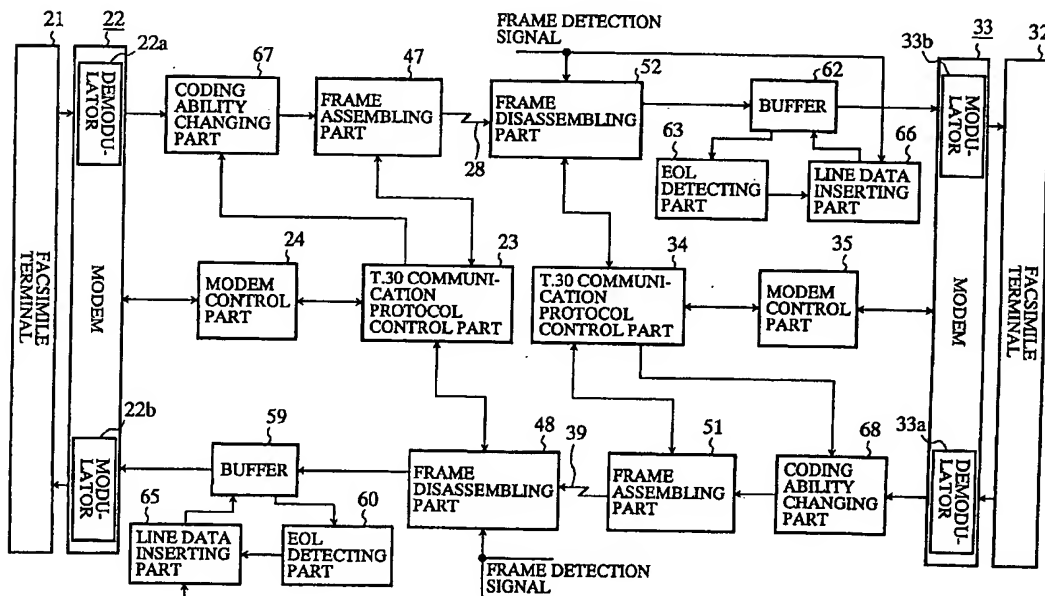 21
22
22a
67
47
FRAME DETECTION
SIGNAL
52
62
33b
33
32
DEMODU-
LATOR
CODING
ABILITY
CHANGING
PART
FRAME
ASSEMBLING
PART
28
FRAME
DISASSEMBLING
PART
BUFFER
MODU-
LATOR
63
EOL
DETECTING
PART
66
LINE DATA
INSERTING
PART
FACSIMILE
TERMINAL
MODEM
24
MODEM
CONTROL
PART
23
T.30 COMMUNI-
CATION
PROTOCOL
CONTROL PART
34
T.30 COMMUNI-
CATION
PROTOCOL
CONTROL PART
35
MODEM
CONTROL
PART
MODEM
FACSIMILE
TERMINAL
22b
MODU-
LATOR
59
BUFFER
48
FRAME
DISASSEMBLING
PART
39
51
FRAME
ASSEMBLING
PART
68
CODING
ABILITY
CHANGING
PART
33a
DEMODU-
LATOR
65
LINE DATA
INSERTING
PART
60
EOL
DETECTING
PART
FRAME DETECTION
SIGNAL